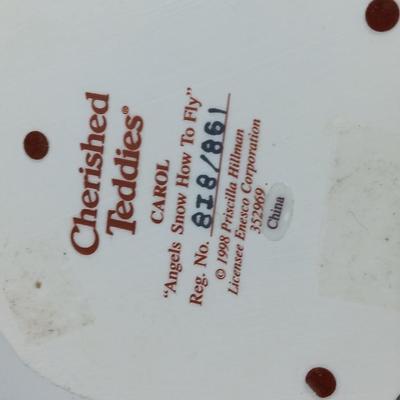 Cherished
Teddies®
CAROL
“Angels Snow How To Fly”
Reg. No. 8I8/861
© 1998 Priscilla Hillman
Licensee Enesco Corporation
352969
China